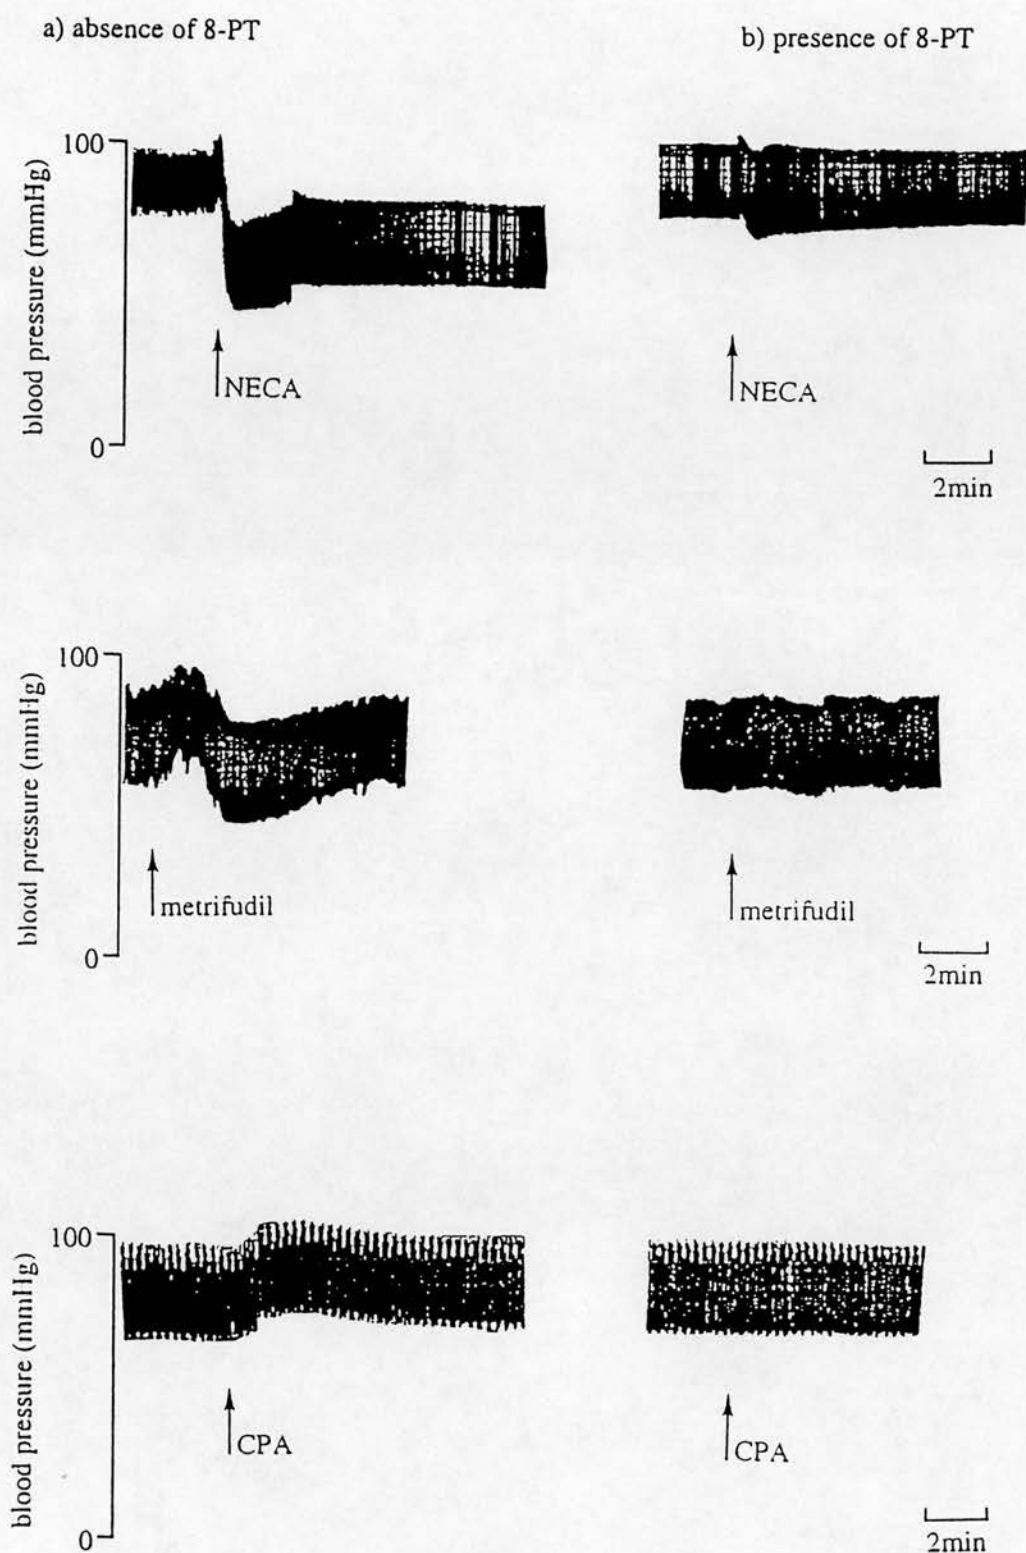 a) absence of 8-PT
b) presence of 8-PT
100
blood pressure (mmHg)
0
NECA
NECA
2min
100
blood pressure (mmHg)
0
metrifudil
metrifudil
2min
100
blood pressure (mmHg)
0
CPA
CPA
2min